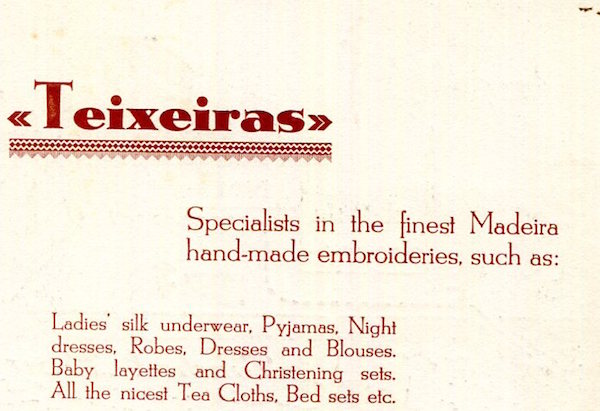 «Teixeiras»
Specialists in the finest Madeira
hand-made embroideries, such as:
Ladies' silk underwear, Pyjamas, Night
dresses, Robes, Dresses and Blouses.
Baby layettes and Christening sets.
All the nicest Tea Cloths, Bed sets etc.